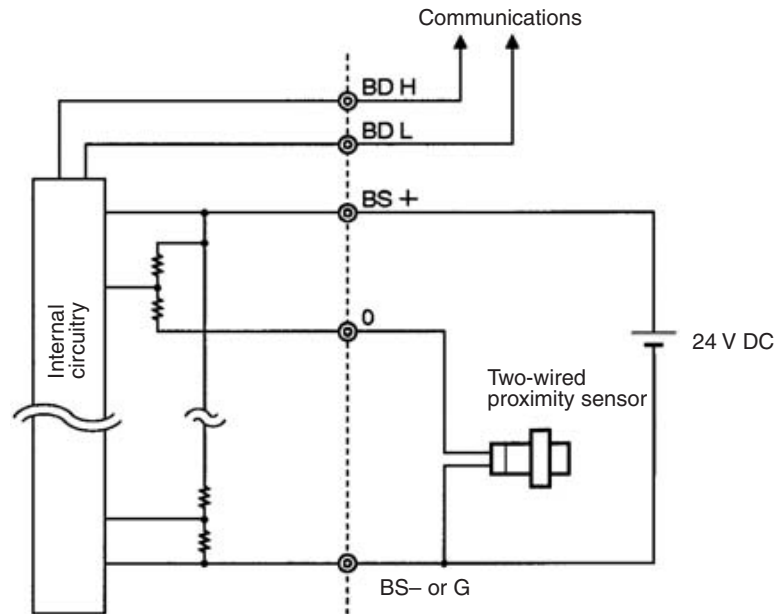 Communications
BD H
BD L
BS +
0
Internal
circuitry
24 V DC
Two-wired
proximity sensor
BS– or G